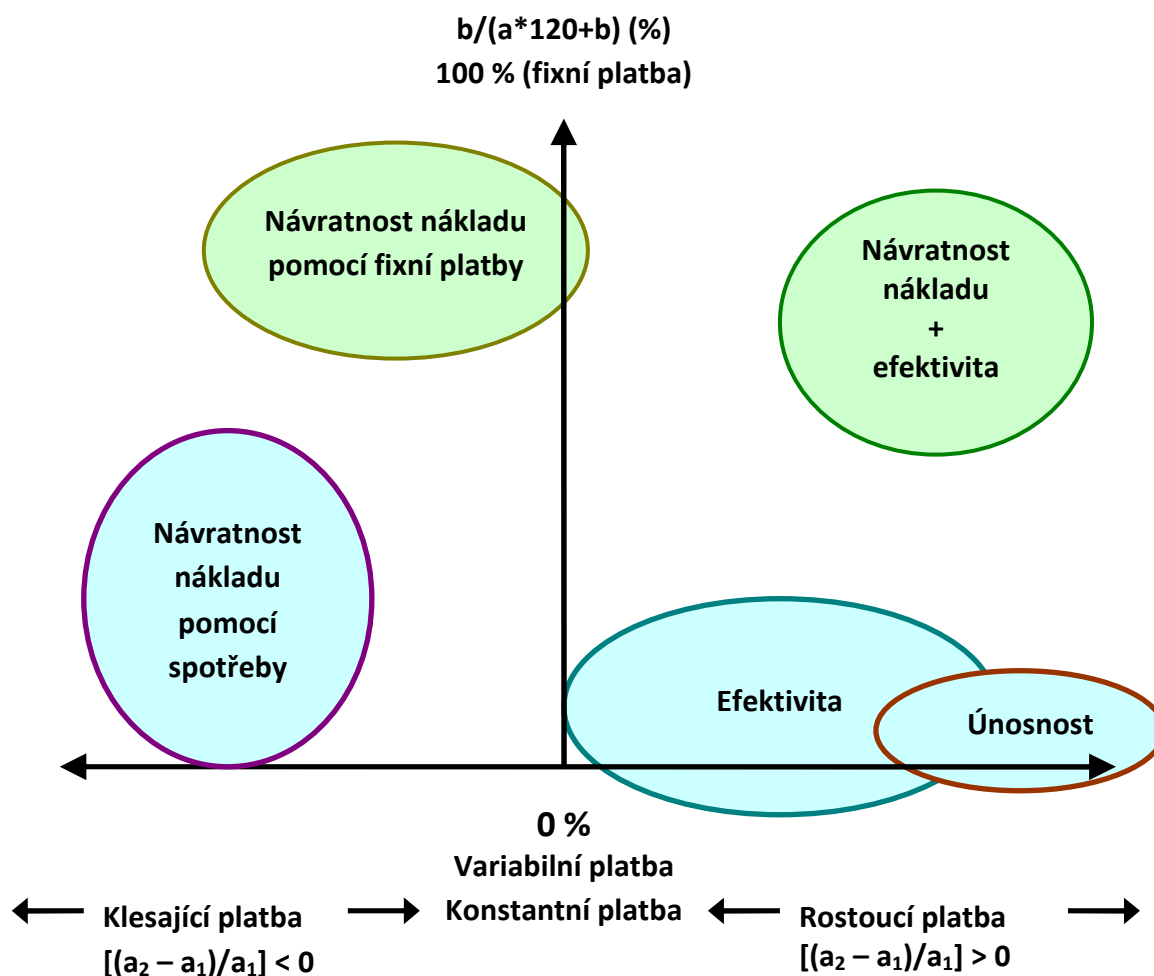 b/(a*120+b) (%)
100 % (fixní platba)
Návratnost nákladu
pomocí fixní platby
Návratnost
nákladu
+
efektivita
Návratnost
nákladu
pomocí
spotřeby
Efektivita
Únosnost
0 %
Variabilní platba
Konstantní platba
Klesající platba
[(a₂ – a₁)/a₁] < 0
Rostoucí platba
[(a₂ – a₁)/a₁] > 0